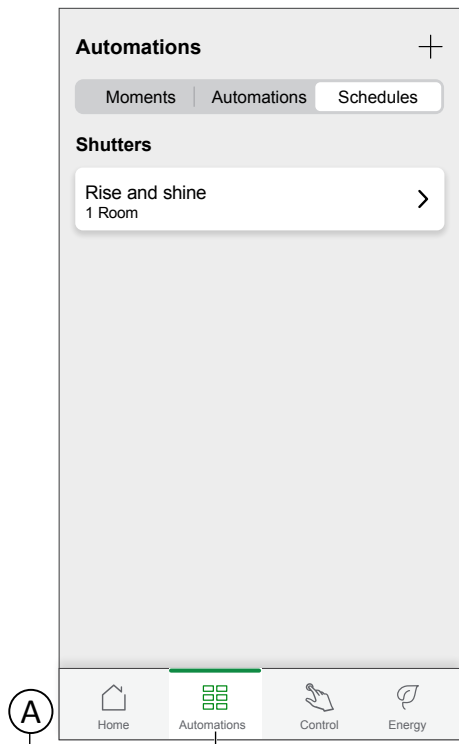 Automations
Moments Automations Schedules
Shutters
Rise and shine
1 Room
A
Home Automations Control Energy